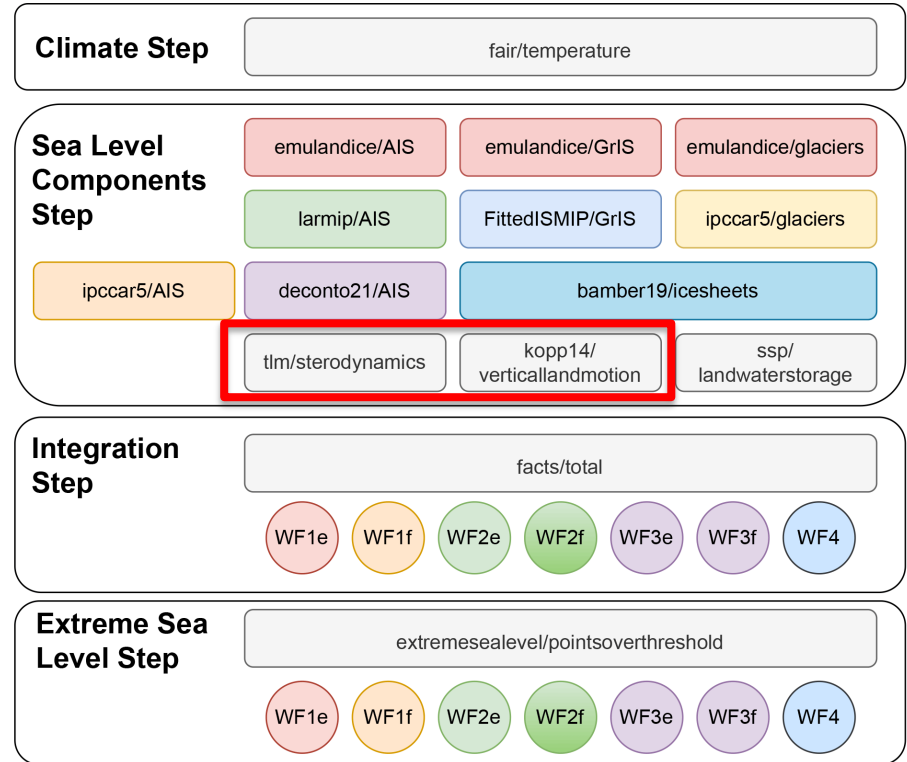 Climate Step
fair/temperature
Sea Level
Components
Step
emulandice/AIS
emulandice/GrIS
emulandice/glaciers
larmip/AIS
FittedISMIP/GrIS
ipccar5/glaciers
ipccar5/AIS
deconto21/AIS
bamber19/icesheets
tlm/sterodynamics
kopp14/
verticallandmotion
ssp/
landwaterstorage
Integration
Step
facts/total
WF1e
WF1f
WF2e
WF2f
WF3e
WF3f
WF4
Extreme Sea
Level Step
extremesealevel/pointsoverthreshold
WF1e
WF1f
WF2e
WF2f
WF3e
WF3f
WF4